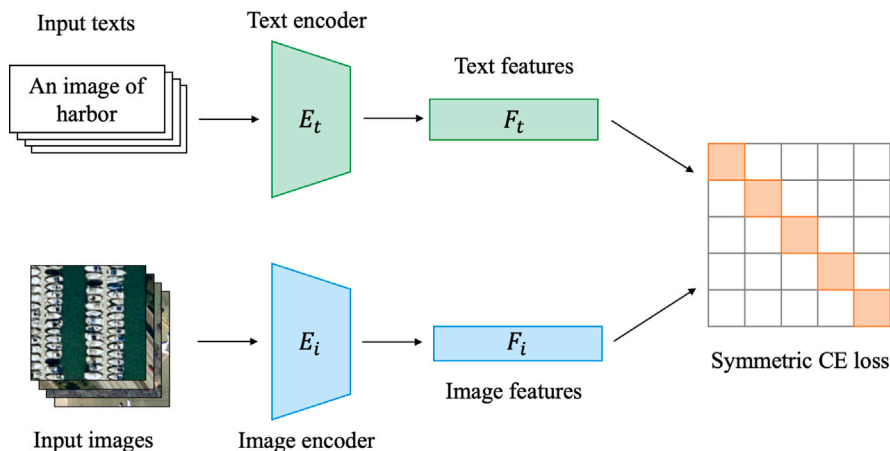 Input texts
An image of
harbor
Text encoder
E_t
Text features
F_t
Input images
Image encoder
E_i
F_i
Image features
Symmetric CE loss